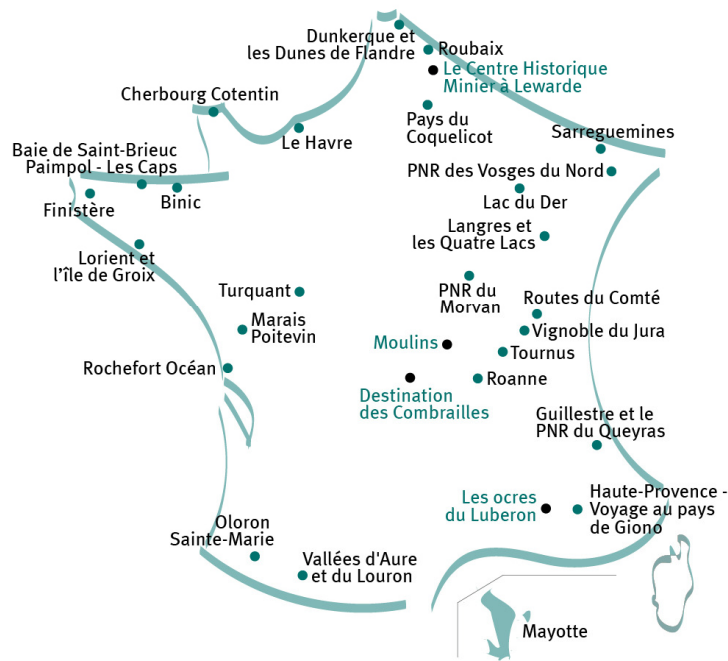 Dunkerque et
les Dunes de Flandre
Roubaix
Le Centre Historique
Minier à Lewarde
Cherbourg Cotentin
Le Havre
Pays du
Coquelicot
Sarreguemines
Baie de Saint-Brieuc
Paimpol - Les Caps
PNR des Vosges du Nord
Finistère
Binic
Lac du Der
Langres et
les Quatre Lacs
Lorient et
l’île de Groix
Turquant
PNR du
Morvan
Routes du Comté
Marais
Poitevin
Vignoble du Jura
Moulins
Tournus
Rochefort Océan
Roanne
Destination
des Combrailles
Guillestre et le
PNR du Queyras
Les ocres
du Luberon
Haute-Provence -
Voyage au pays
de Giono
Oloron
Sainte-Marie
Vallées d'Aure
et du Louron
Mayotte